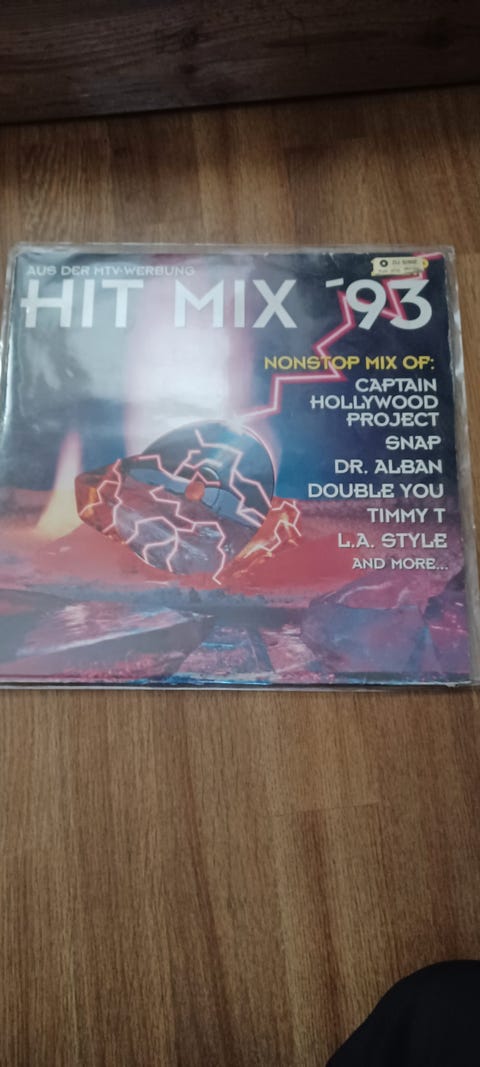 AUS DER MTV-WERBUNG
HIT MIX ´93
NONSTOP MIX OF:
CAPTAIN
HOLLYWOOD
PROJECT
SNAP
DR. ALBAN
DOUBLE YOU
TIMMY T
L.A. STYLE
AND MORE...